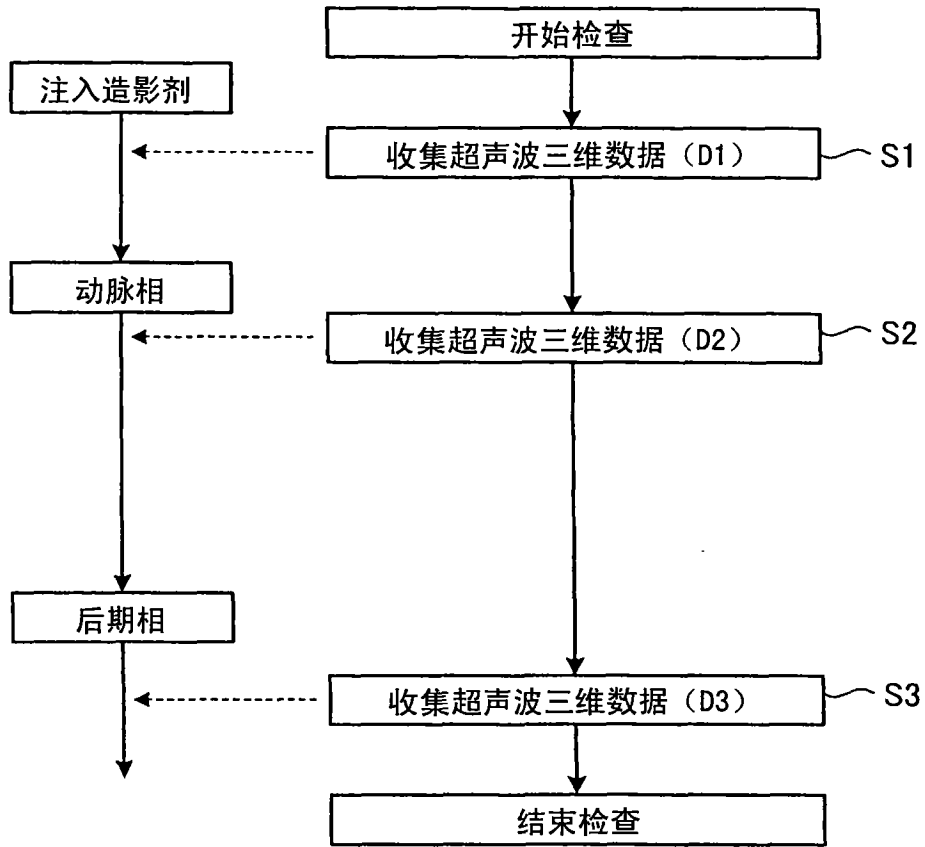 开始检查
注入造影剂
收集超声波三维数据（D1）
S1
动脉相
收集超声波三维数据（D2）
S2
后期相
收集超声波三维数据（D3）
S3
结束检查